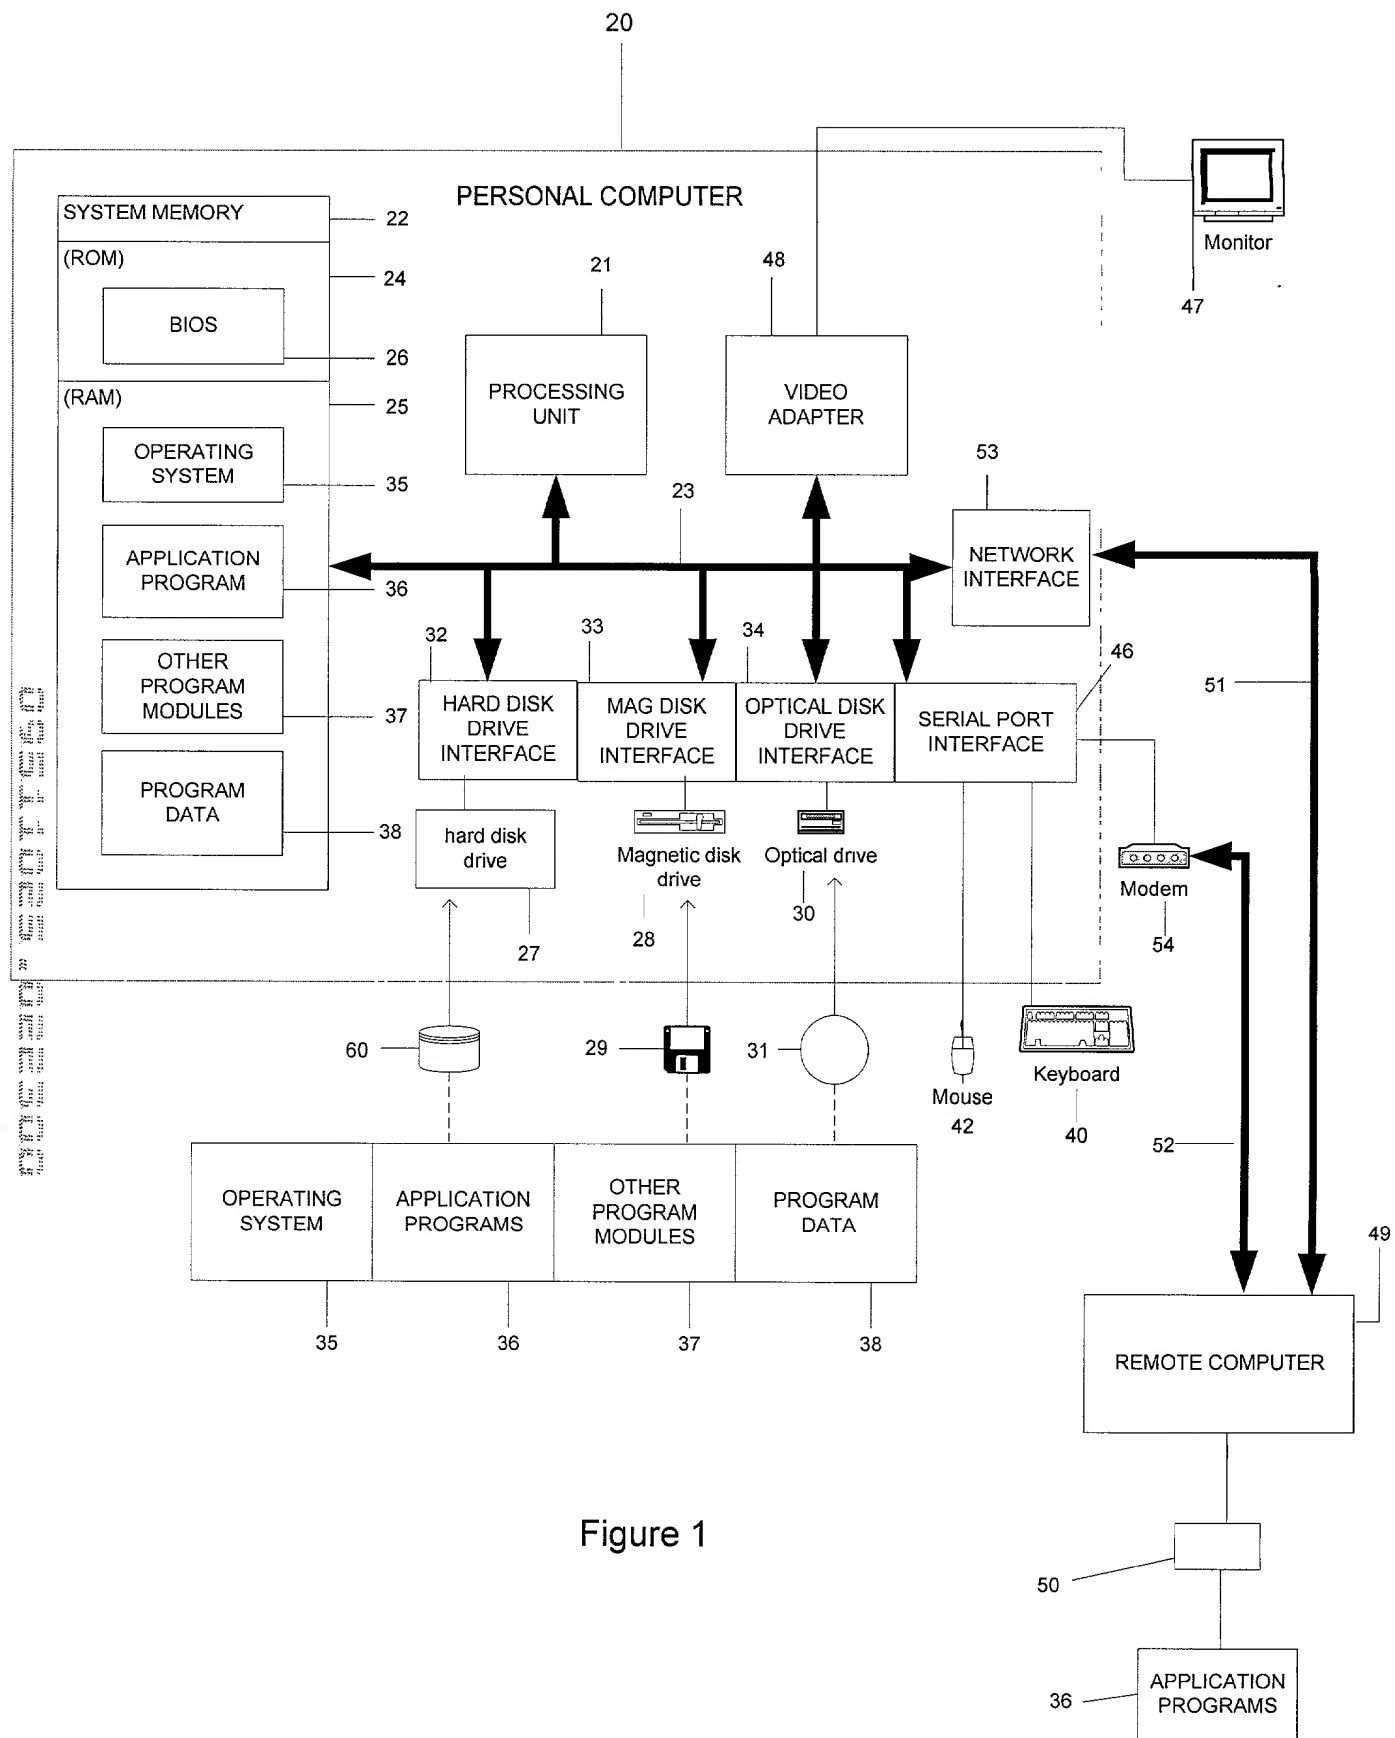 20
PERSONAL COMPUTER
SYSTEM MEMORY
22
(ROM)
24
BIOS
26
(RAM)
25
OPERATING
SYSTEM
35
APPLICATION
PROGRAM
36
OTHER
PROGRAM
MODULES
37
PROGRAM
DATA
38
21
PROCESSING
UNIT
48
VIDEO
ADAPTER
Monitor
47
23
53
NETWORK
INTERFACE
32
HARD DISK
DRIVE
INTERFACE
33
MAG DISK
DRIVE
INTERFACE
34
OPTICAL DISK
DRIVE
INTERFACE
46
SERIAL PORT
INTERFACE
51
hard disk
drive
27
Magnetic disk
drive
28
Optical drive
30
Modem
54
60
29
31
Mouse
42
Keyboard
40
52
OPERATING
SYSTEM
APPLICATION
PROGRAMS
OTHER
PROGRAM
MODULES
PROGRAM
DATA
35
36
37
38
49
REMOTE COMPUTER
Figure 1
50
36
APPLICATION
PROGRAMS